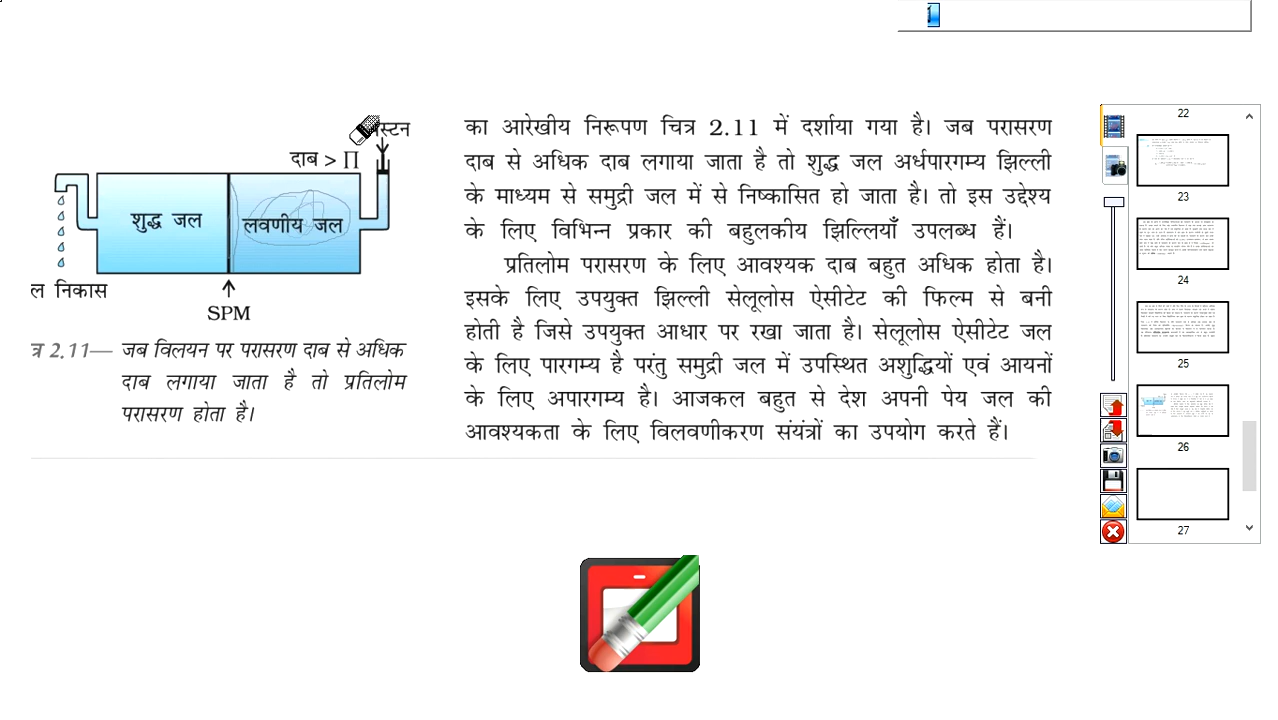 स्टन
दाब > Π
शुद्ध जल
लवणीय जल
ल निकास
SPM
त्र 2.11— जब विलयन पर परासरण दाब से अधिक
दाब लगाया जाता है तो प्रतिलोम
परासरण होता है।
का आरेखीय निरूपण चित्र 2.11 में दर्शाया गया है। जब परासरण
दाब से अधिक दाब लगाया जाता है तो शुद्ध जल अर्धपारगम्य झिल्ली
के माध्यम से समुद्री जल में से निष्कासित हो जाता है। तो इस उद्देश्य
के लिए विभिन्न प्रकार की बहुलकीय झिल्लियाँ उपलब्ध हैं।
प्रतिलोम परासरण के लिए आवश्यक दाब बहुत अधिक होता है।
इसके लिए उपयुक्त झिल्ली सेलूलोस ऐसीटेट की फिल्म से बनी
होती है जिसे उपयुक्त आधार पर रखा जाता है। सेलूलोस ऐसीटेट जल
के लिए पारगम्य है परंतु समुद्री जल में उपस्थित अशुद्धियों एवं आयनों
के लिए अपारगम्य है। आजकल बहुत से देश अपनी पेय जल की
आवश्यकता के लिए विलवणीकरण संयंत्रों का उपयोग करते हैं।
22
23
24
25
26
27